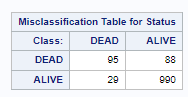 Misclassification Table for Status
Class: DEAD ALIVE
DEAD 95 88
ALIVE 29 990